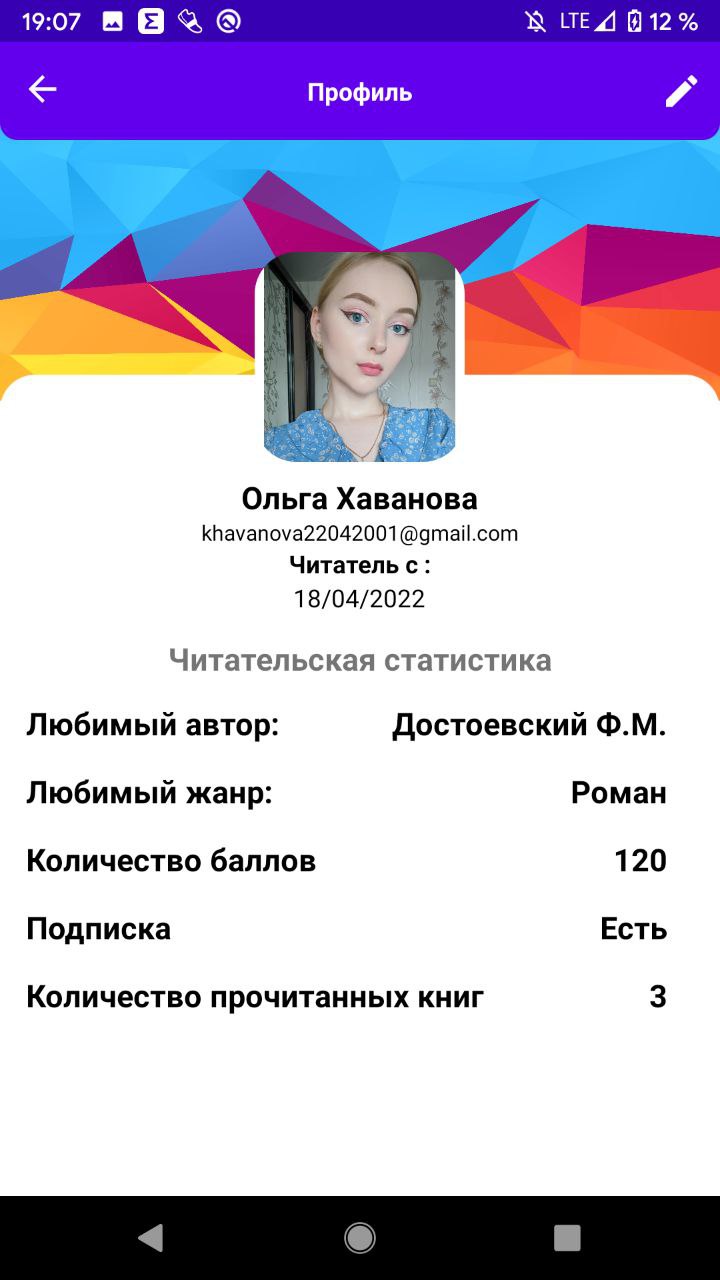 19:07 LTE 12 %
Профиль
Ольга Хаванова
khavanova22042001@gmail.com
Читатель с :
18/04/2022
Читательская статистика
Любимый автор: Достоевский Ф.М.
Любимый жанр: Роман
Количество баллов 120
Подписка Есть
Количество прочитанных книг 3